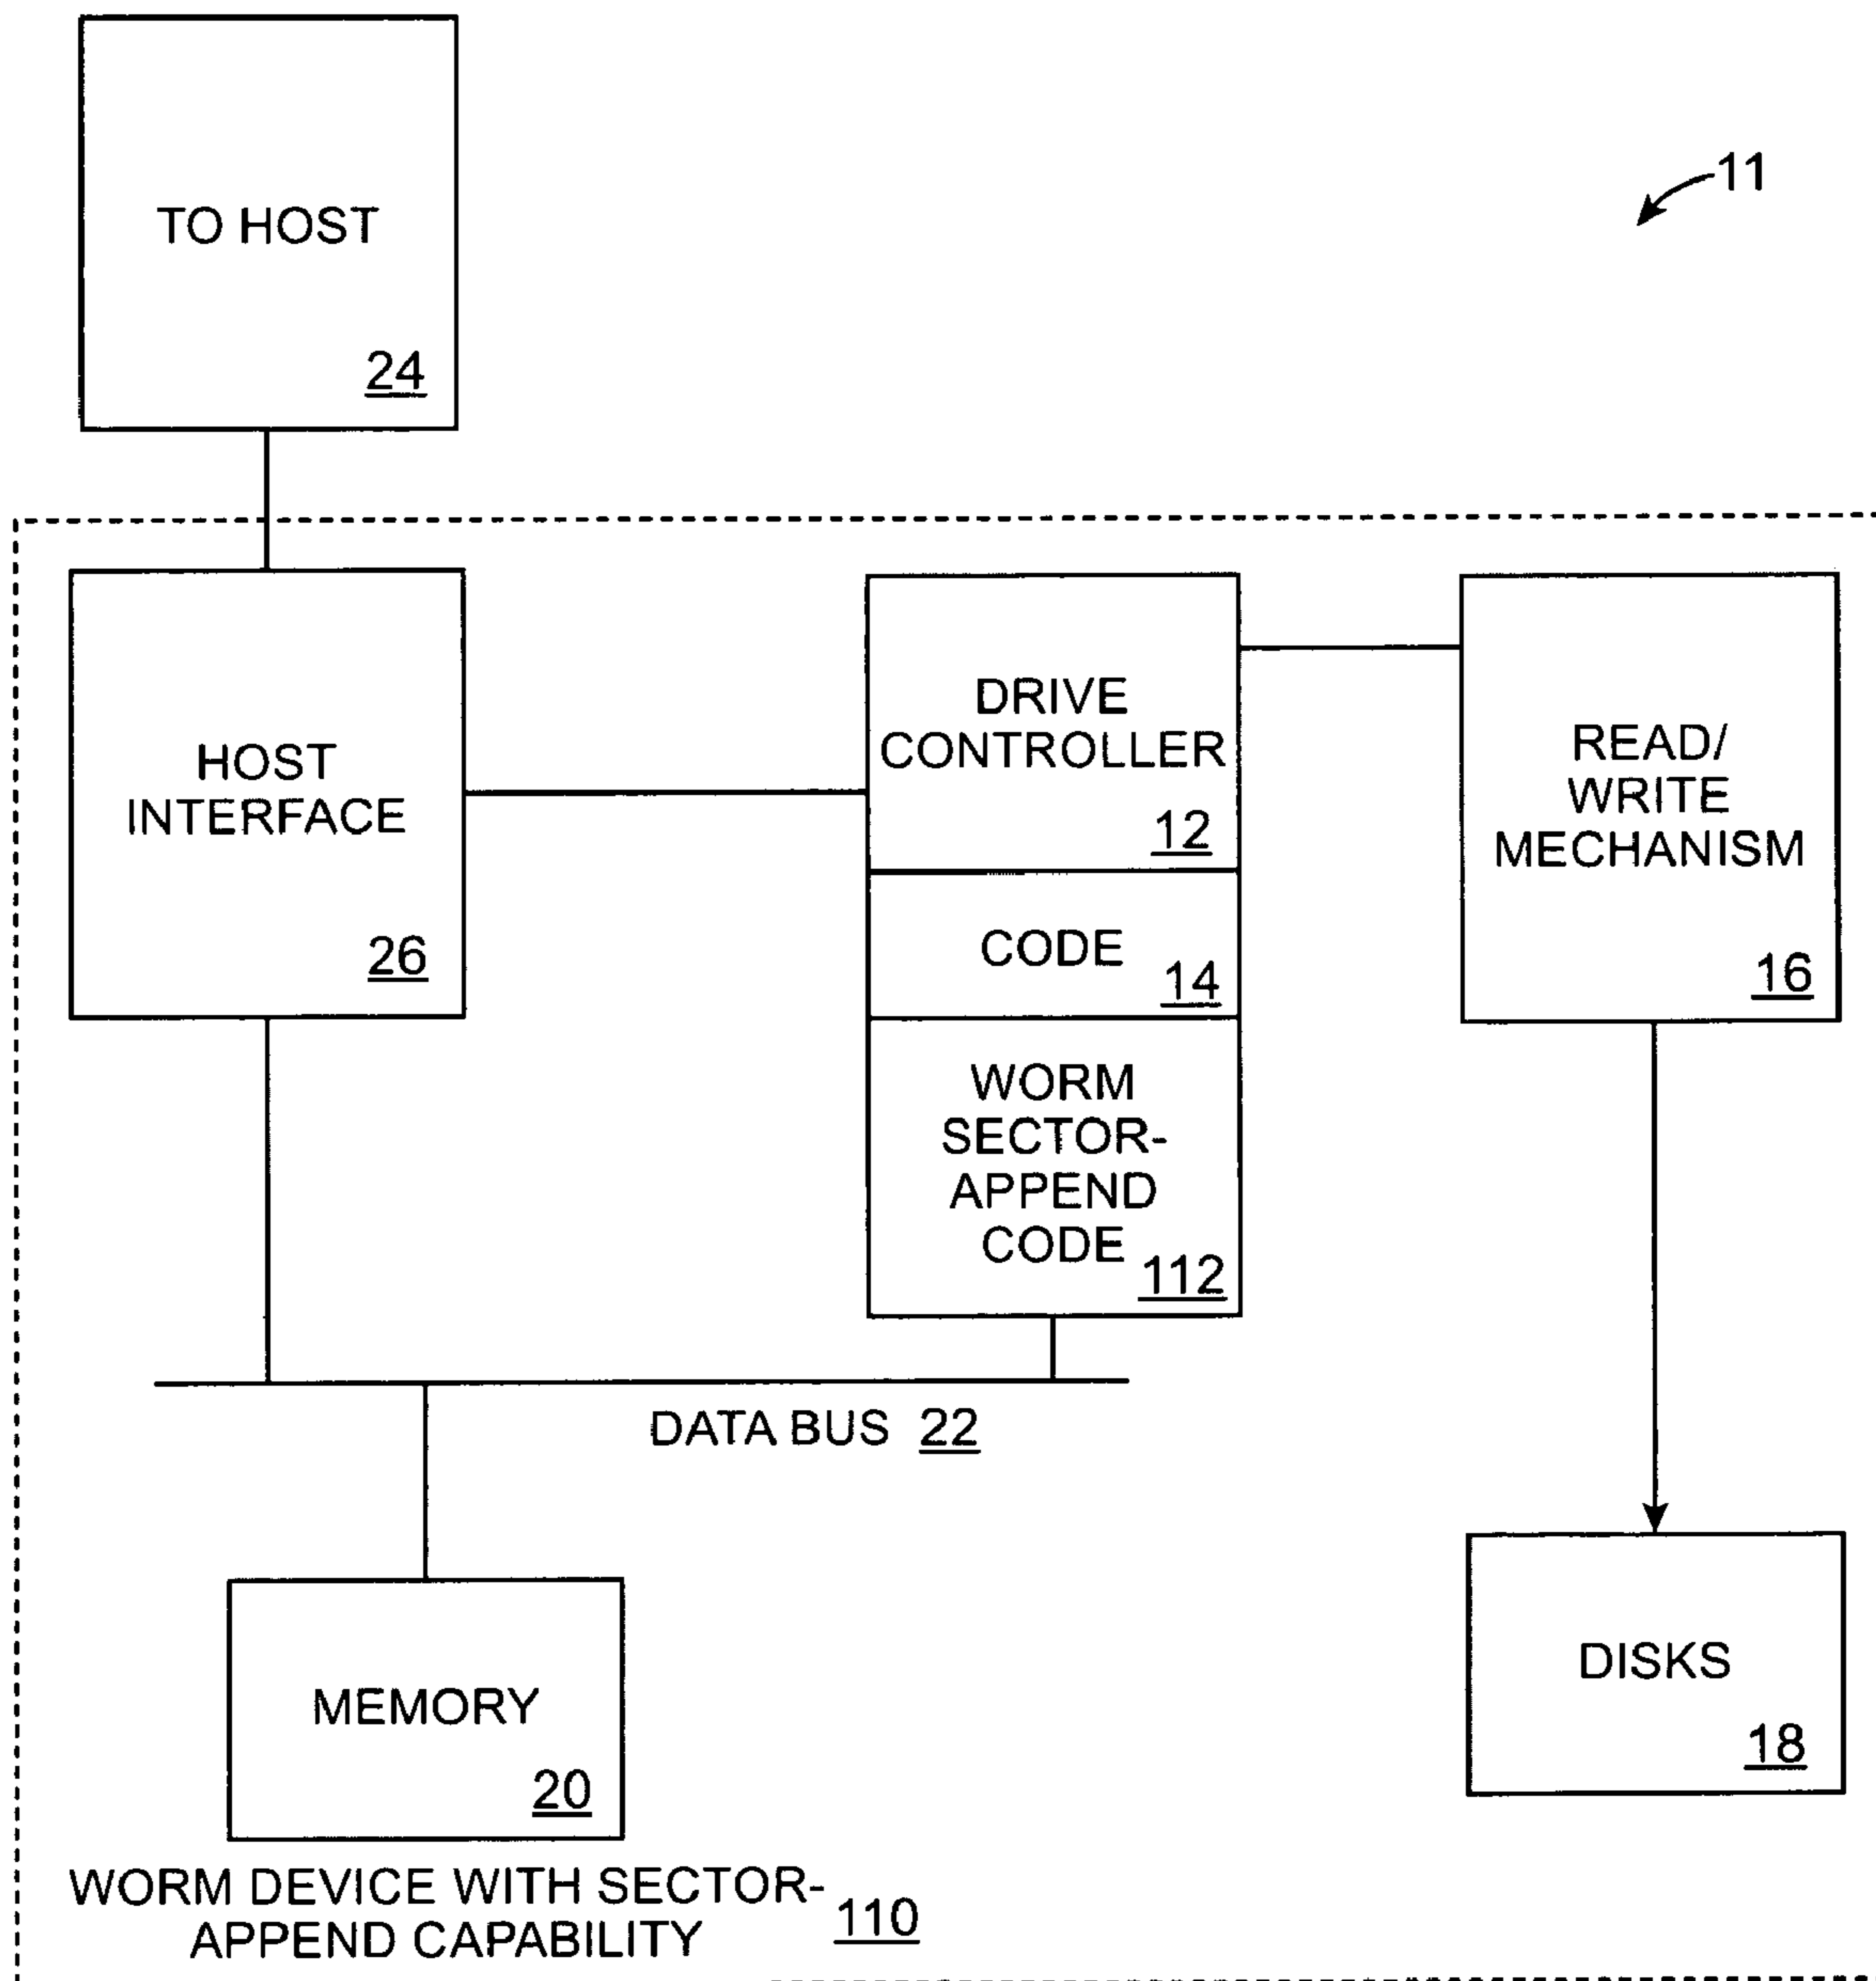 TO HOST
24
11
HOST
INTERFACE
26
DRIVE
CONTROLLER
12
CODE
14
WORM
SECTOR-
APPEND
CODE
112
READ/
WRITE
MECHANISM
16
DATA BUS 22
MEMORY
20
DISKS
18
WORM DEVICE WITH SECTOR-
APPEND CAPABILITY
110